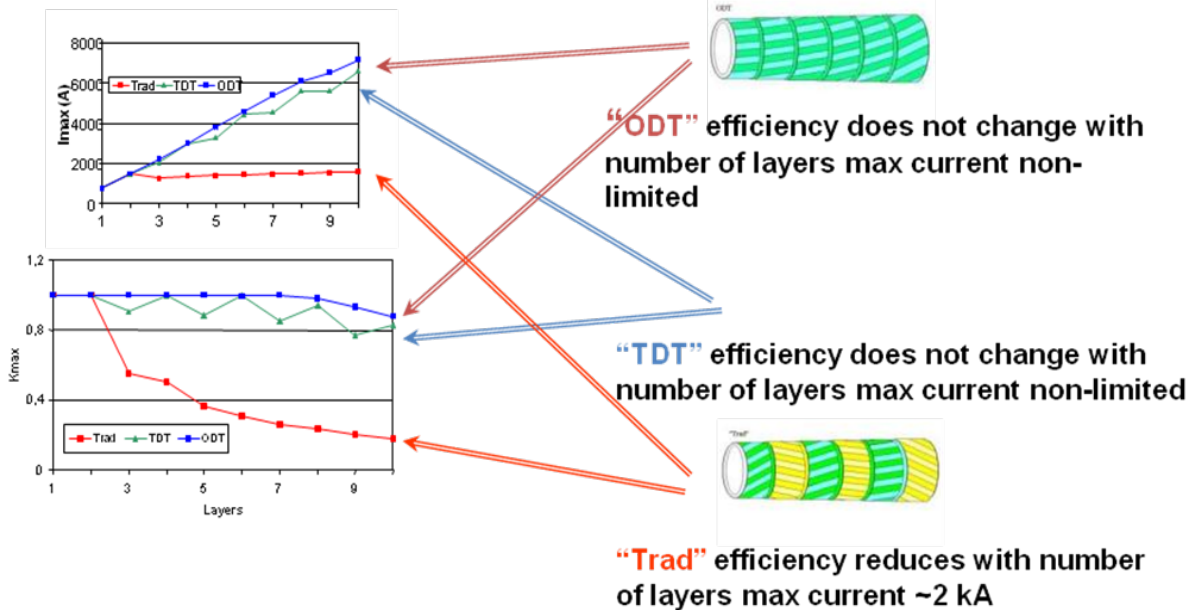 8000
6000
4000
2000
0
Imax (A)
Trad TDT ODT
1 3 5 7 9
1,2
0,8
0,4
0
Kmax
Trad TDT ODT
1 3 5 7 9
Layers
ODT
“ODT” efficiency does not change with
number of layers max current non-
limited
“TDT” efficiency does not change with
number of layers max current non-limited
"Trad"
“Trad” efficiency reduces with number
of layers max current ~2 kA